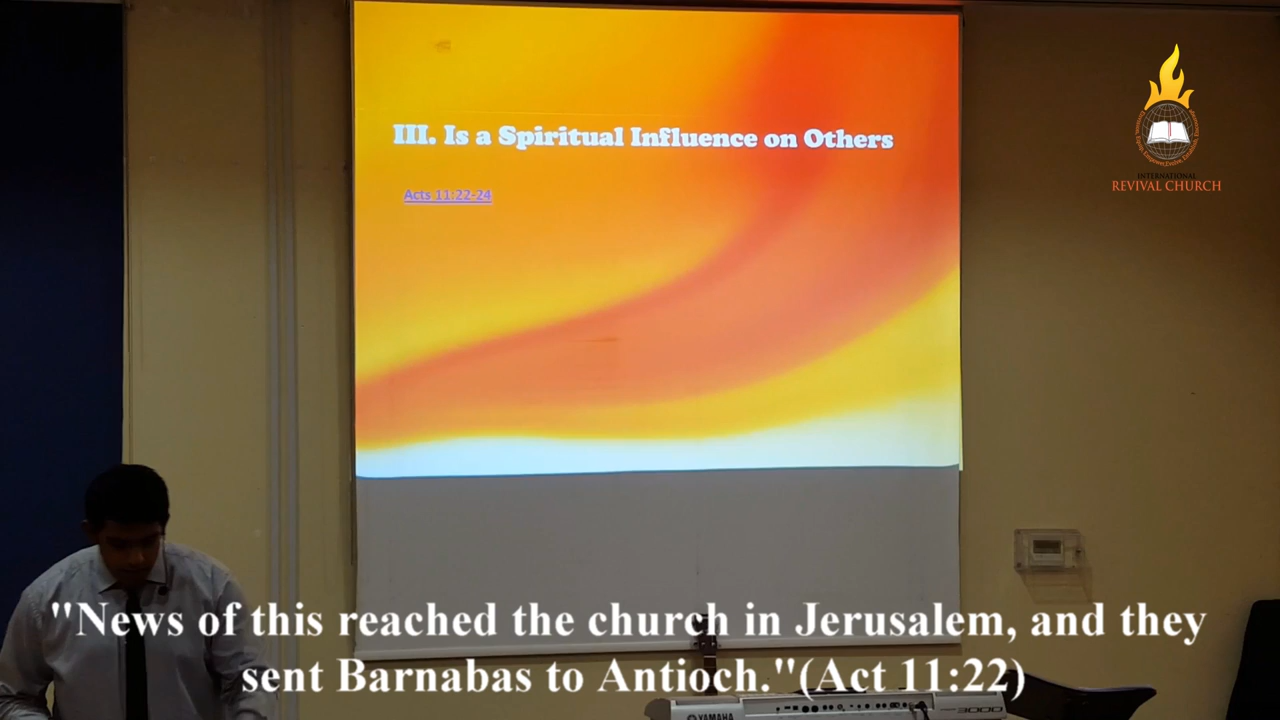 III. Is a Spiritual Influence on Others
Acts 11:22-24
INTERNATIONAL
REVIVAL CHURCH
"News of this reached the church in Jerusalem, and they
sent Barnabas to Antioch."(Act 11:22)
YAMAHA
3000